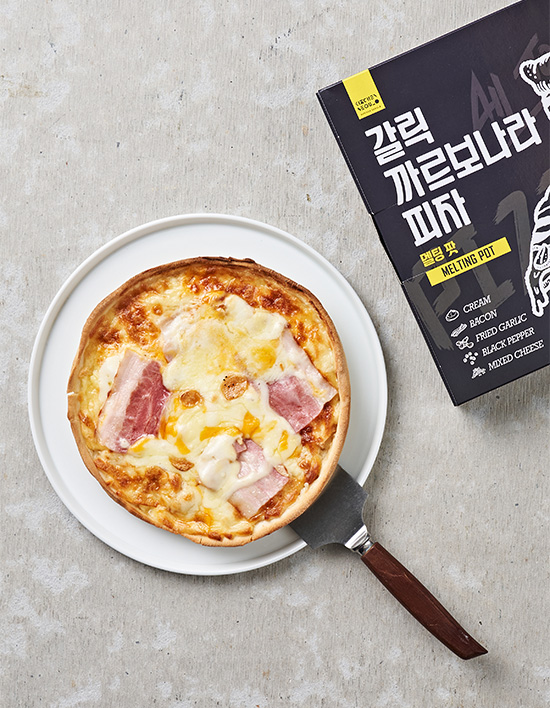 갈릭
까르보나라
피자
멜팅 팟
MELTING POT
CREAM
BACON
FRIED GARLIC
BLACK PEPPER
MIXED CHEESE